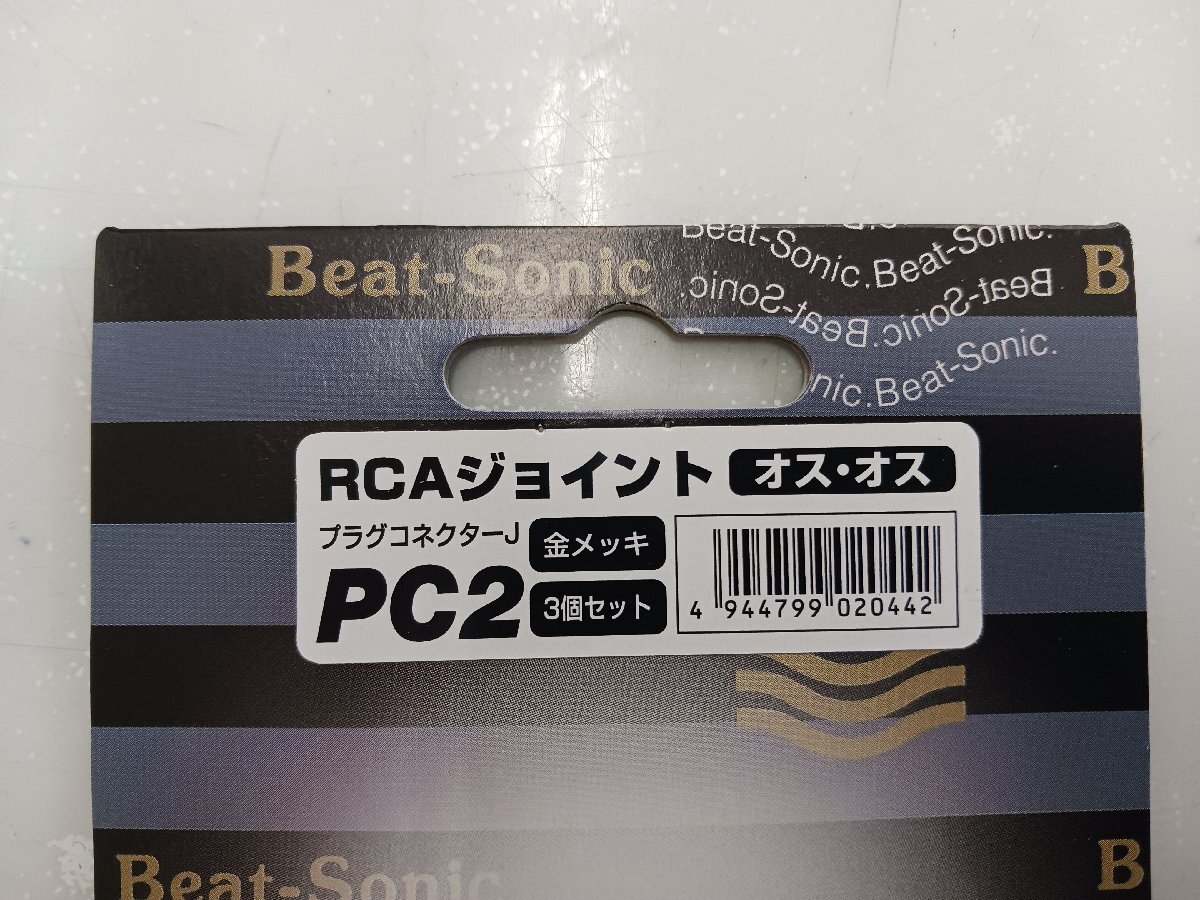 Beat-Sonic
Beat-Sonic.Beat-Sonic.
Beat-Sonic.Beat-Sonic.
nic.Beat-Sonic.
B
RCAジョイント オス・オス
プラグコネクターJ 金メッキ
PC2 3個セット
4 944799 020442
Beat-Sonic
B